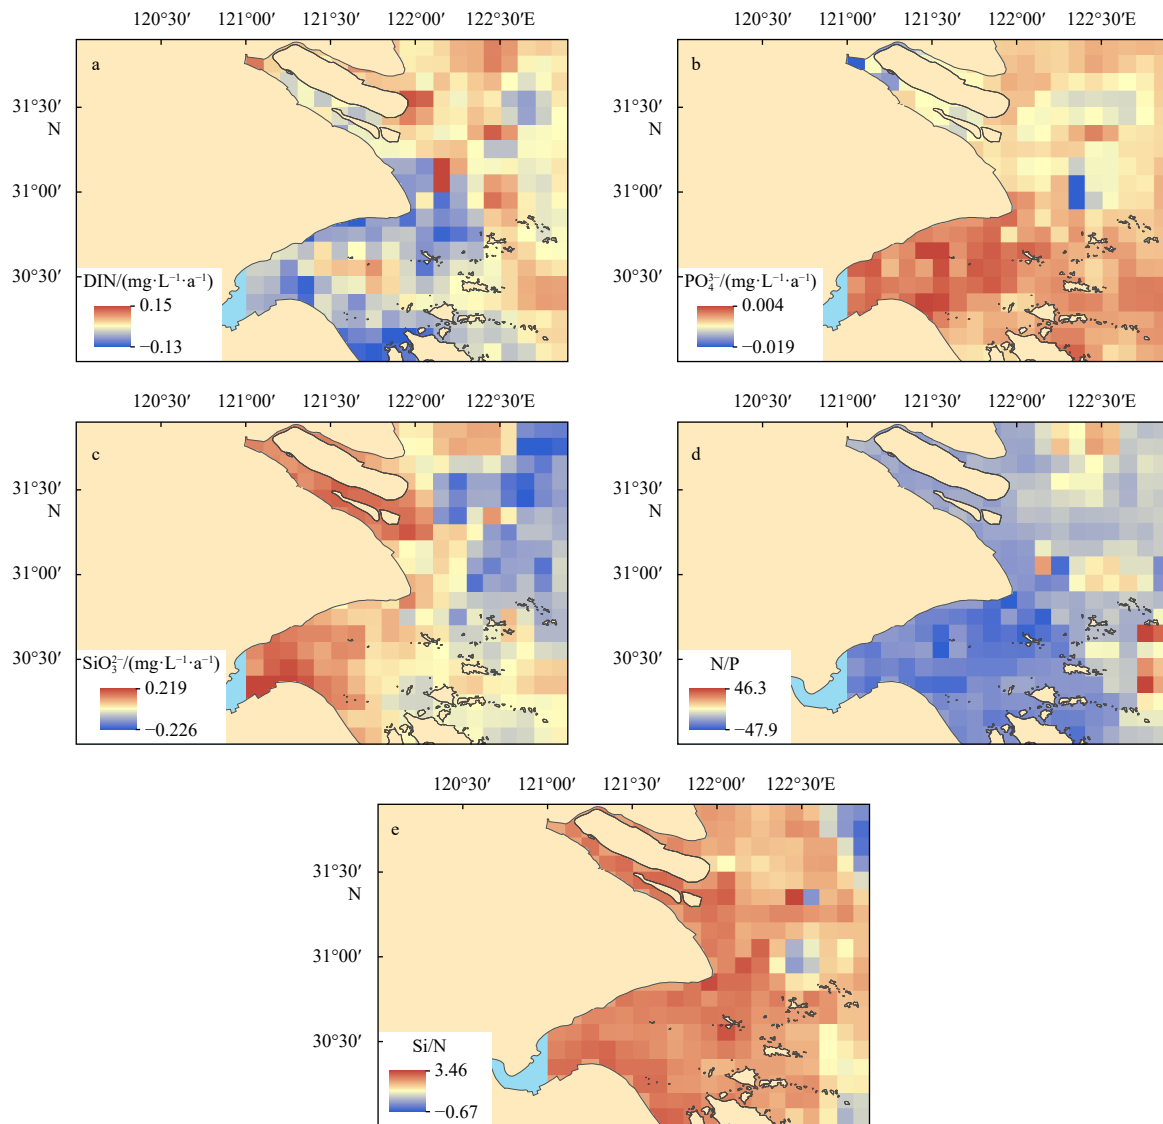 120°30′ 121°00′ 121°30′ 122°00′ 122°30′E
a
31°30′
N
31°00′
30°30′
DIN/(mg·L⁻¹·a⁻¹)
0.15
−0.13
120°30′ 121°00′ 121°30′ 122°00′ 122°30′E
b
31°30′
N
31°00′
30°30′
PO₄³⁻/(mg·L⁻¹·a⁻¹)
0.004
−0.019
120°30′ 121°00′ 121°30′ 122°00′ 122°30′E
c
31°30′
N
31°00′
30°30′
SiO₃²⁻/(mg·L⁻¹·a⁻¹)
0.219
−0.226
120°30′ 121°00′ 121°30′ 122°00′ 122°30′E
d
31°30′
N
31°00′
30°30′
N/P
46.3
−47.9
120°30′ 121°00′ 121°30′ 122°00′ 122°30′E
e
31°30′
N
31°00′
30°30′
Si/N
3.46
−0.67